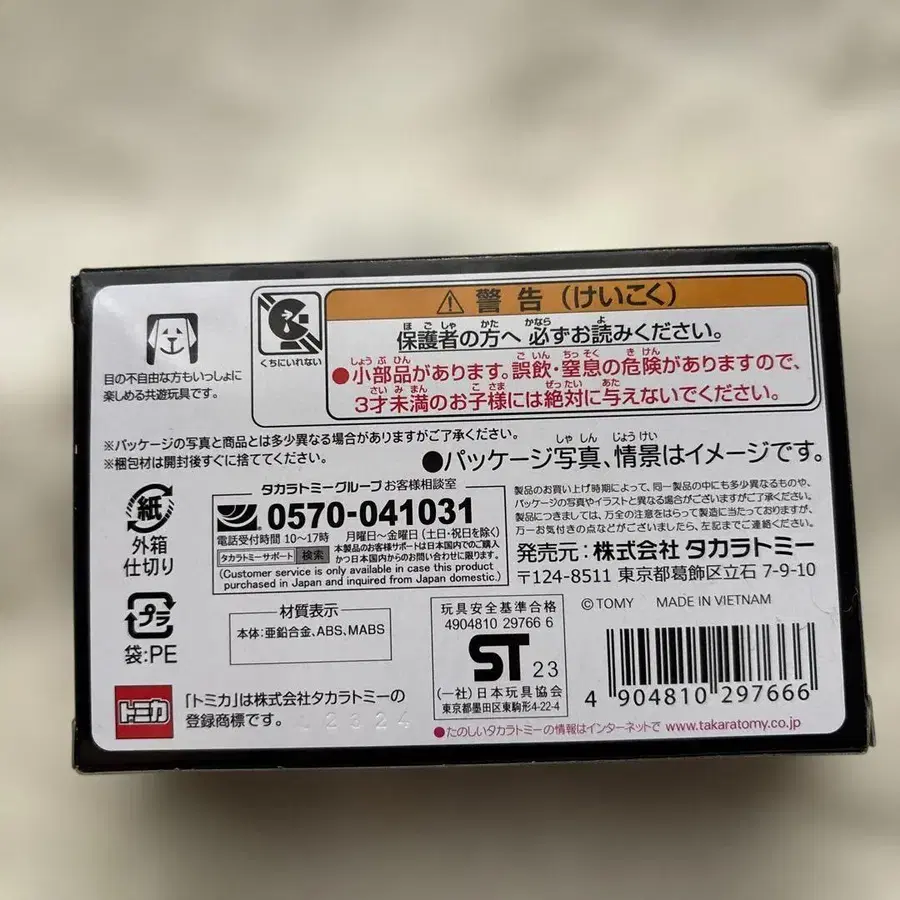 警告(けいこく)
くちにいれない
保護者の方へ 必ずお読みください。
●小部品があります。誤飲・窒息の危険がありますので、
3才未満のお子様には絶対に与えないでください。
目の不自由な方もいっしょに
楽しめる共遊玩具です。
※パッケージの写真と商品とは多少異なる場合がありますがご了承ください。
※梱包材は開封後すぐに捨ててください。
●パッケージ写真、情景はイメージです。
紙
外箱
仕切り
プラ
袋:PE
タカラトミーグループ お客様相談室
0570-041031
電話受付時間 10〜17時 月曜日〜金曜日(土日・祝日を除く)
タカラトミーサポート 検索
本製品のお客様サポートは日本国内でのご購入
かつ日本国内からのお問い合わせに限ります。
(Customer service is only available in case this product
purchased in Japan and inquired from Japan domestic.)
製品のお買い上げ時期によって、同一製品の中にも多少異なるものや、
パッケージの写真やイラストと異なる場合がございますがご了承下さい。
製品につきましては、万全の注意をはらって製造に当たっておりますが、
万一お気付きの点などがございましたら、左記までご連絡ください。
発売元:株式会社 タカラトミー
〒124-8511 東京都葛飾区立石 7-9-10
材質表示
本体:亜鉛合金、ABS、MABS
玩具安全基準合格
4904810 29766 6
ST 23
(一社)日本玩具協会
東京都墨田区東駒形4-22-4
© TOMY MADE IN VIETNAM
4 904810 297666
トミカ
「トミカ」は株式会社タカラトミーの
登録商標です。
●たのしいタカラトミーの情報はインターネットで www.takaratomy.co.jp